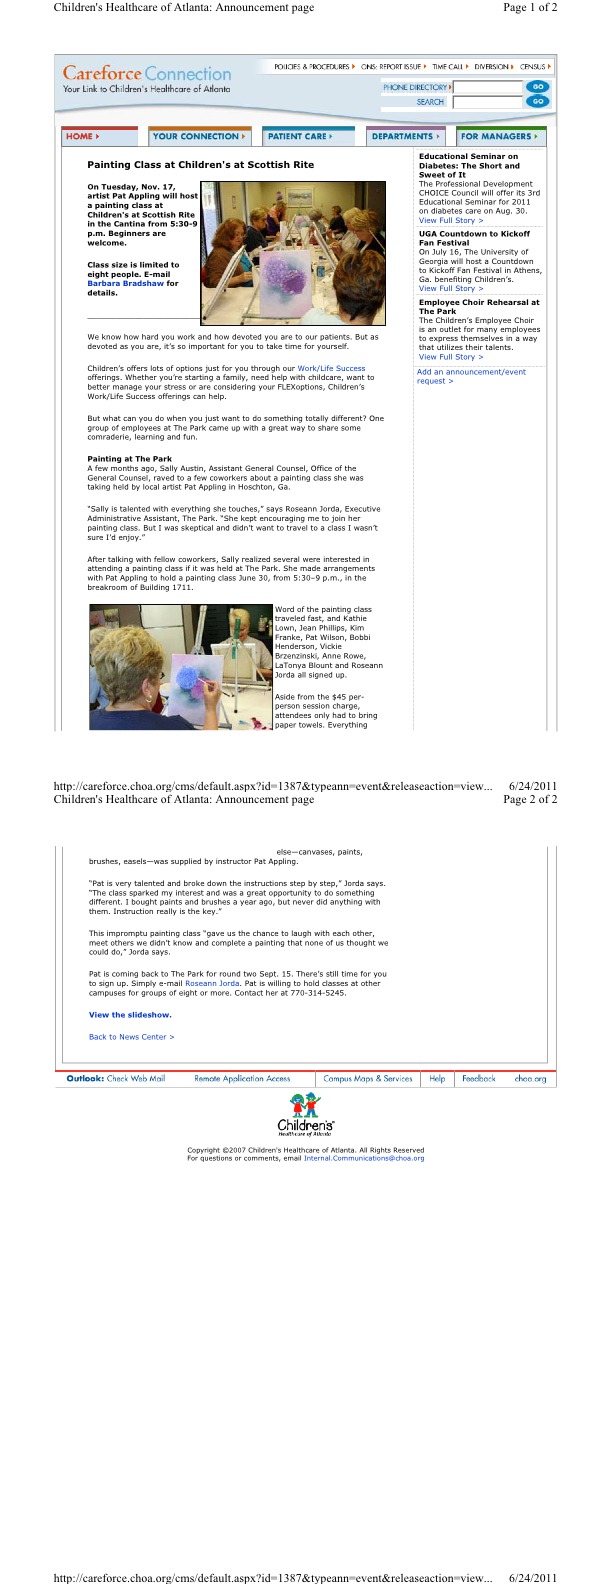 Children's Healthcare of Atlanta: Announcement page Page 1 of 2
Careforce Connection
Your Link to Children's Healthcare of Atlanta
POLICIES & PROCEDURES ONS: REPORT ISSUE TIME CALL DIVERSION CENSUS
PHONE DIRECTORY GO
SEARCH GO
HOME YOUR CONNECTION PATIENT CARE DEPARTMENTS FOR MANAGERS
Painting Class at Children's at Scottish Rite
On Tuesday, Nov. 17,
artist Pat Appling will host
a painting class at
Children's at Scottish Rite
in the Cantina from 5:30-9
p.m. Beginners are
welcome.
Class size is limited to
eight people. E-mail
Barbara Bradshaw for
details.
We know how hard you work and how devoted you are to our patients. But as
devoted as you are, it's so important for you to take time for yourself.
Children's offers lots of options just for you through our Work/Life Success
offerings. Whether you're starting a family, need help with childcare, want to
better manage your stress or are considering your FLEXoptions, Children's
Work/Life Success offerings can help.
But what can you do when you just want to do something totally different? One
group of employees at The Park came up with a great way to share some
comraderie, learning and fun.
Painting at The Park
A few months ago, Sally Austin, Assistant General Counsel, Office of the
General Counsel, raved to a few coworkers about a painting class she was
taking held by local artist Pat Appling in Hoschton, Ga.
“Sally is talented with everything she touches,” says Roseann Jorda, Executive
Administrative Assistant, The Park. “She kept encouraging me to join her
painting class. But I was skeptical and didn’t want to travel to a class I wasn’t
sure I’d enjoy.”
After talking with fellow coworkers, Sally realized several were interested in
attending a painting class if it was held at The Park. She made arrangements
with Pat Appling to hold a painting class June 30, from 5:30–9 p.m., in the
breakroom of Building 1711.
Word of the painting class
traveled fast, and Kathie
Lown, Jean Phillips, Kim
Franke, Pat Wilson, Bobbi
Henderson, Vickie
Brzenzinski, Anne Rowe,
LaTonya Blount and Roseann
Jorda all signed up.
Aside from the $45 per-
person session charge,
attendees only had to bring
paper towels. Everything
Educational Seminar on
Diabetes: The Short and
Sweet of It
The Professional Development
CHOICE Council will offer its 3rd
Educational Seminar for 2011
on diabetes care on Aug. 30.
View Full Story >
UGA Countdown to Kickoff
Fan Festival
On July 16, The University of
Georgia will host a Countdown
to Kickoff Fan Festival in Athens,
Ga. benefiting Children's.
View Full Story >
Employee Choir Rehearsal at
The Park
The Children's Employee Choir
is an outlet for many employees
to express themselves in a way
that utilizes their talents.
View Full Story >
Add an announcement/event
request >
http://careforce.choa.org/cms/default.aspx?id=1387&typeann=event&releaseaction=view... 6/24/2011
Children's Healthcare of Atlanta: Announcement page Page 2 of 2
else—canvases, paints,
brushes, easels—was supplied by instructor Pat Appling.
“Pat is very talented and broke down the instructions step by step,” Jorda says.
“The class sparked my interest and was a great opportunity to do something
different. I bought paints and brushes a year ago, but never did anything with
them. Instruction really is the key.”
This impromptu painting class “gave us the chance to laugh with each other,
meet others we didn’t know and complete a painting that none of us thought we
could do,” Jorda says.
Pat is coming back to The Park for round two Sept. 15. There’s still time for you
to sign up. Simply e-mail Roseann Jorda. Pat is willing to hold classes at other
campuses for groups of eight or more. Contact her at 770-314-5245.
View the slideshow.
Back to News Center >
Outlook: Check Web Mail Remote Application Access Campus Maps & Services Help Feedback choa.org
Children's
Healthcare of Atlanta
Copyright ©2007 Children's Healthcare of Atlanta. All Rights Reserved
For questions or comments, email Internal.Communications@choa.org
http://careforce.choa.org/cms/default.aspx?id=1387&typeann=event&releaseaction=view... 6/24/2011